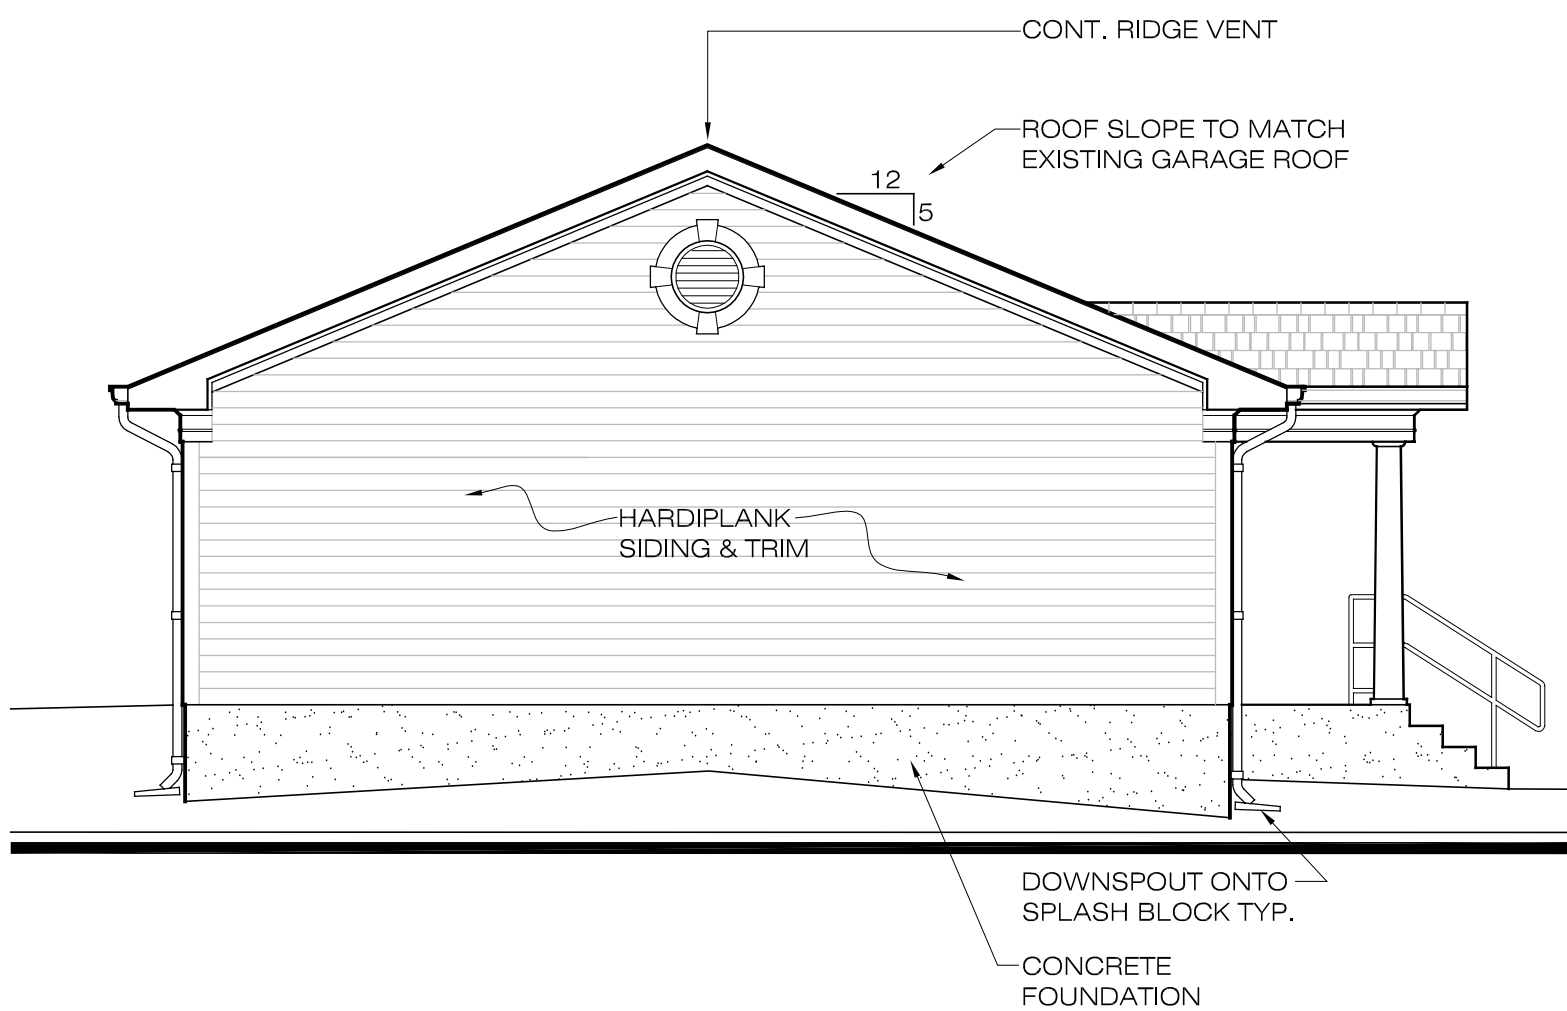 CONT. RIDGE VENT
ROOF SLOPE TO MATCH
EXISTING GARAGE ROOF
12
5
HARDIPLANK
SIDING & TRIM
DOWNSPOUT ONTO
SPLASH BLOCK TYP.
CONCRETE
FOUNDATION